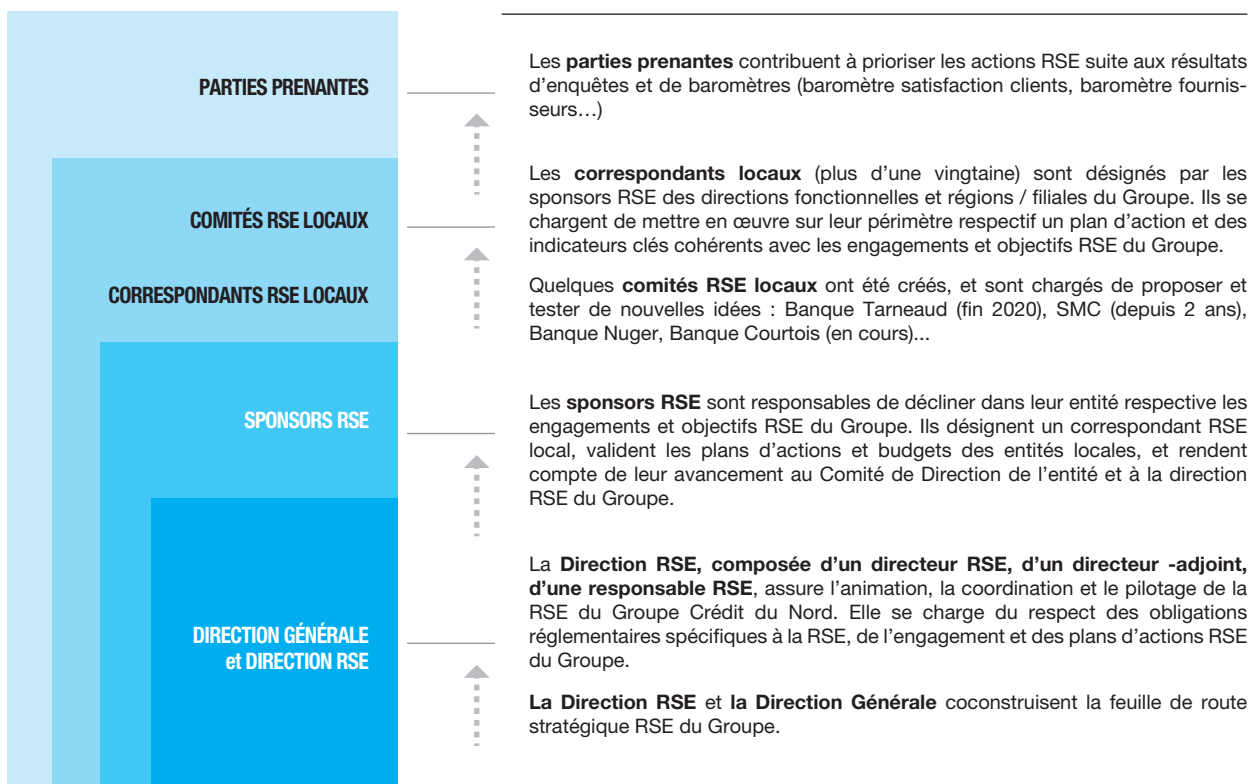 PARTIES PRENANTES
Les parties prenantes contribuent à prioriser les actions RSE suite aux résultats
d’enquêtes et de baromètres (baromètre satisfaction clients, baromètre fournis-
seurs…)
COMITÉS RSE LOCAUX
CORRESPONDANTS RSE LOCAUX
Les correspondants locaux (plus d’une vingtaine) sont désignés par les
sponsors RSE des directions fonctionnelles et régions / filiales du Groupe. Ils se
chargent de mettre en œuvre sur leur périmètre respectif un plan d’action et des
indicateurs clés cohérents avec les engagements et objectifs RSE du Groupe.
Quelques comités RSE locaux ont été créés, et sont chargés de proposer et
tester de nouvelles idées : Banque Tarneaud (fin 2020), SMC (depuis 2 ans),
Banque Nuger, Banque Courtois (en cours)...
SPONSORS RSE
Les sponsors RSE sont responsables de décliner dans leur entité respective les
engagements et objectifs RSE du Groupe. Ils désignent un correspondant RSE
local, valident les plans d’actions et budgets des entités locales, et rendent
compte de leur avancement au Comité de Direction de l’entité et à la direction
RSE du Groupe.
DIRECTION GÉNÉRALE
et DIRECTION RSE
La Direction RSE, composée d’un directeur RSE, d’un directeur -adjoint,
d’une responsable RSE, assure l’animation, la coordination et le pilotage de la
RSE du Groupe Crédit du Nord. Elle se charge du respect des obligations
réglementaires spécifiques à la RSE, de l’engagement et des plans d’actions RSE
du Groupe.
La Direction RSE et la Direction Générale coconstruisent la feuille de route
stratégique RSE du Groupe.